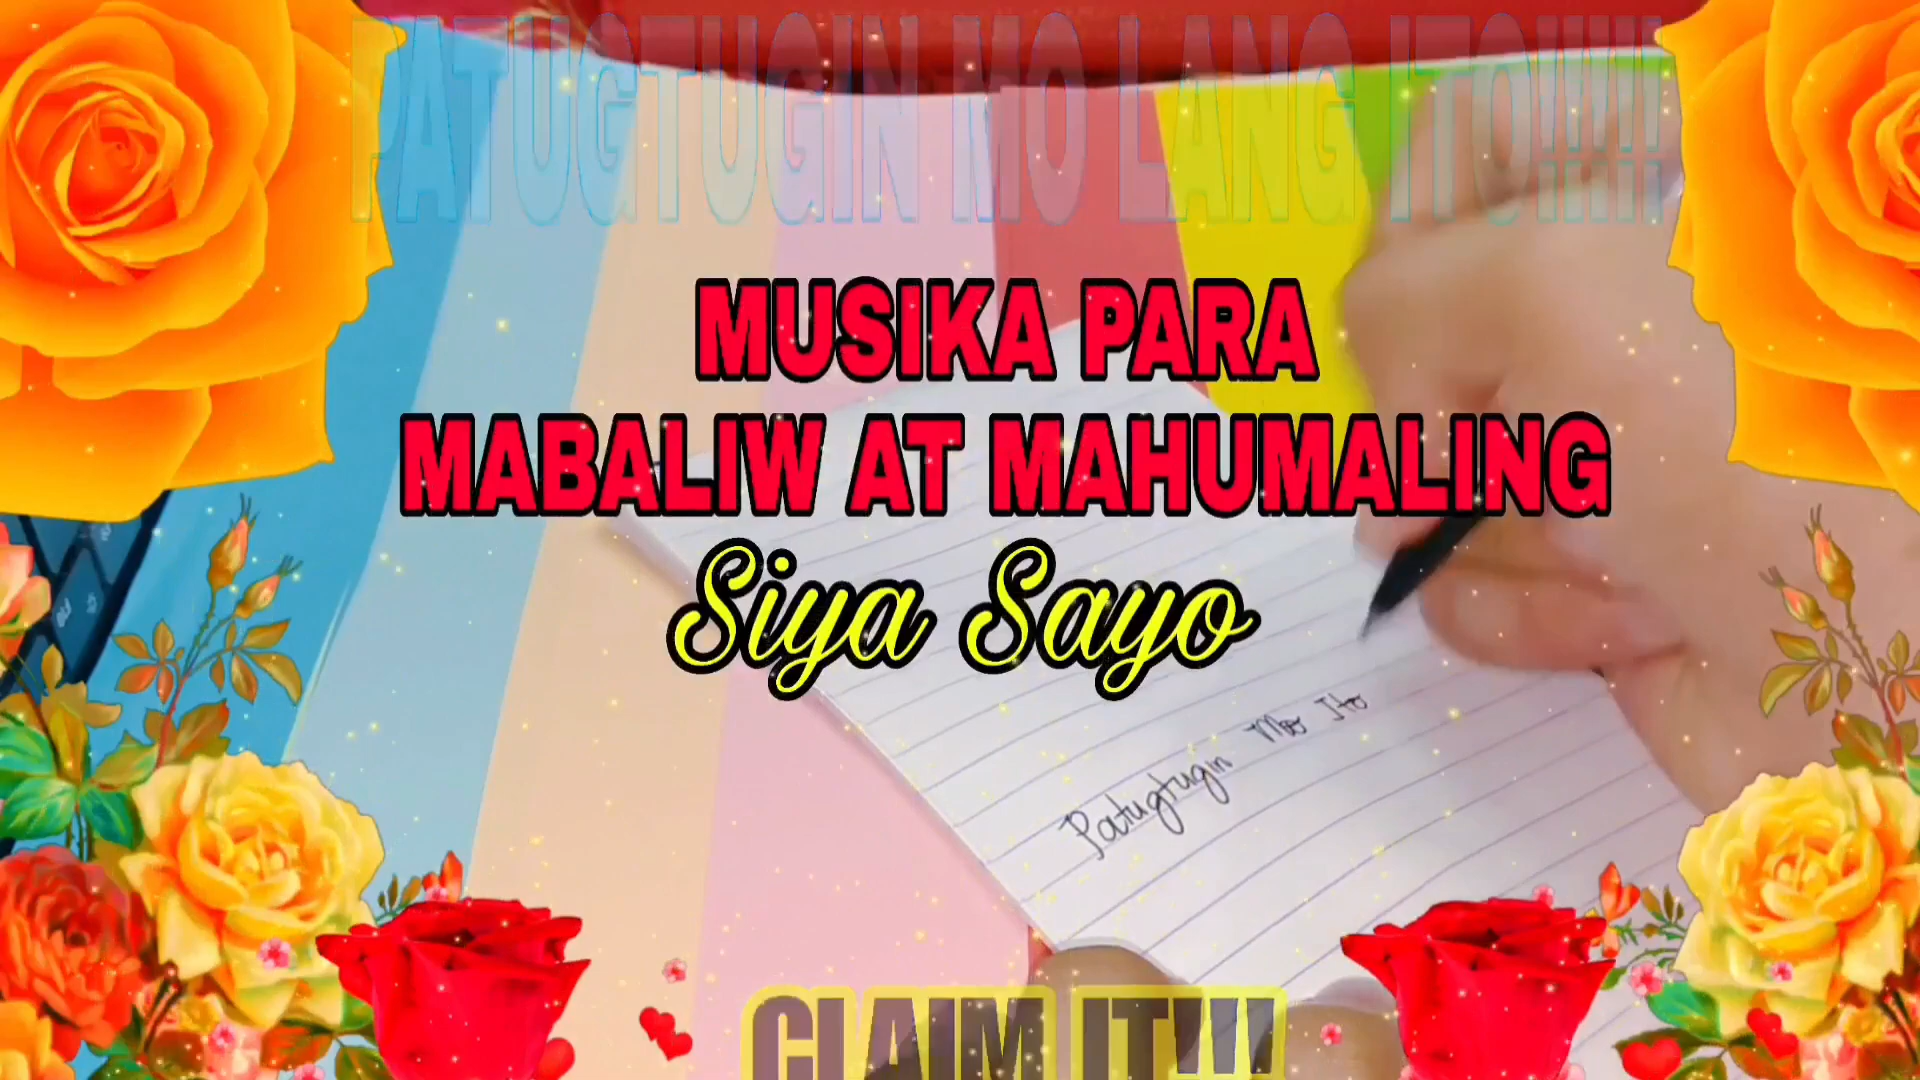 PATUGTUGIN MO LANG ITO!!!!!
MUSIKA PARA
MABALIW AT MAHUMALING
Siya Sayo
Patugtugin Mo Ito
CLAIM IT!!!